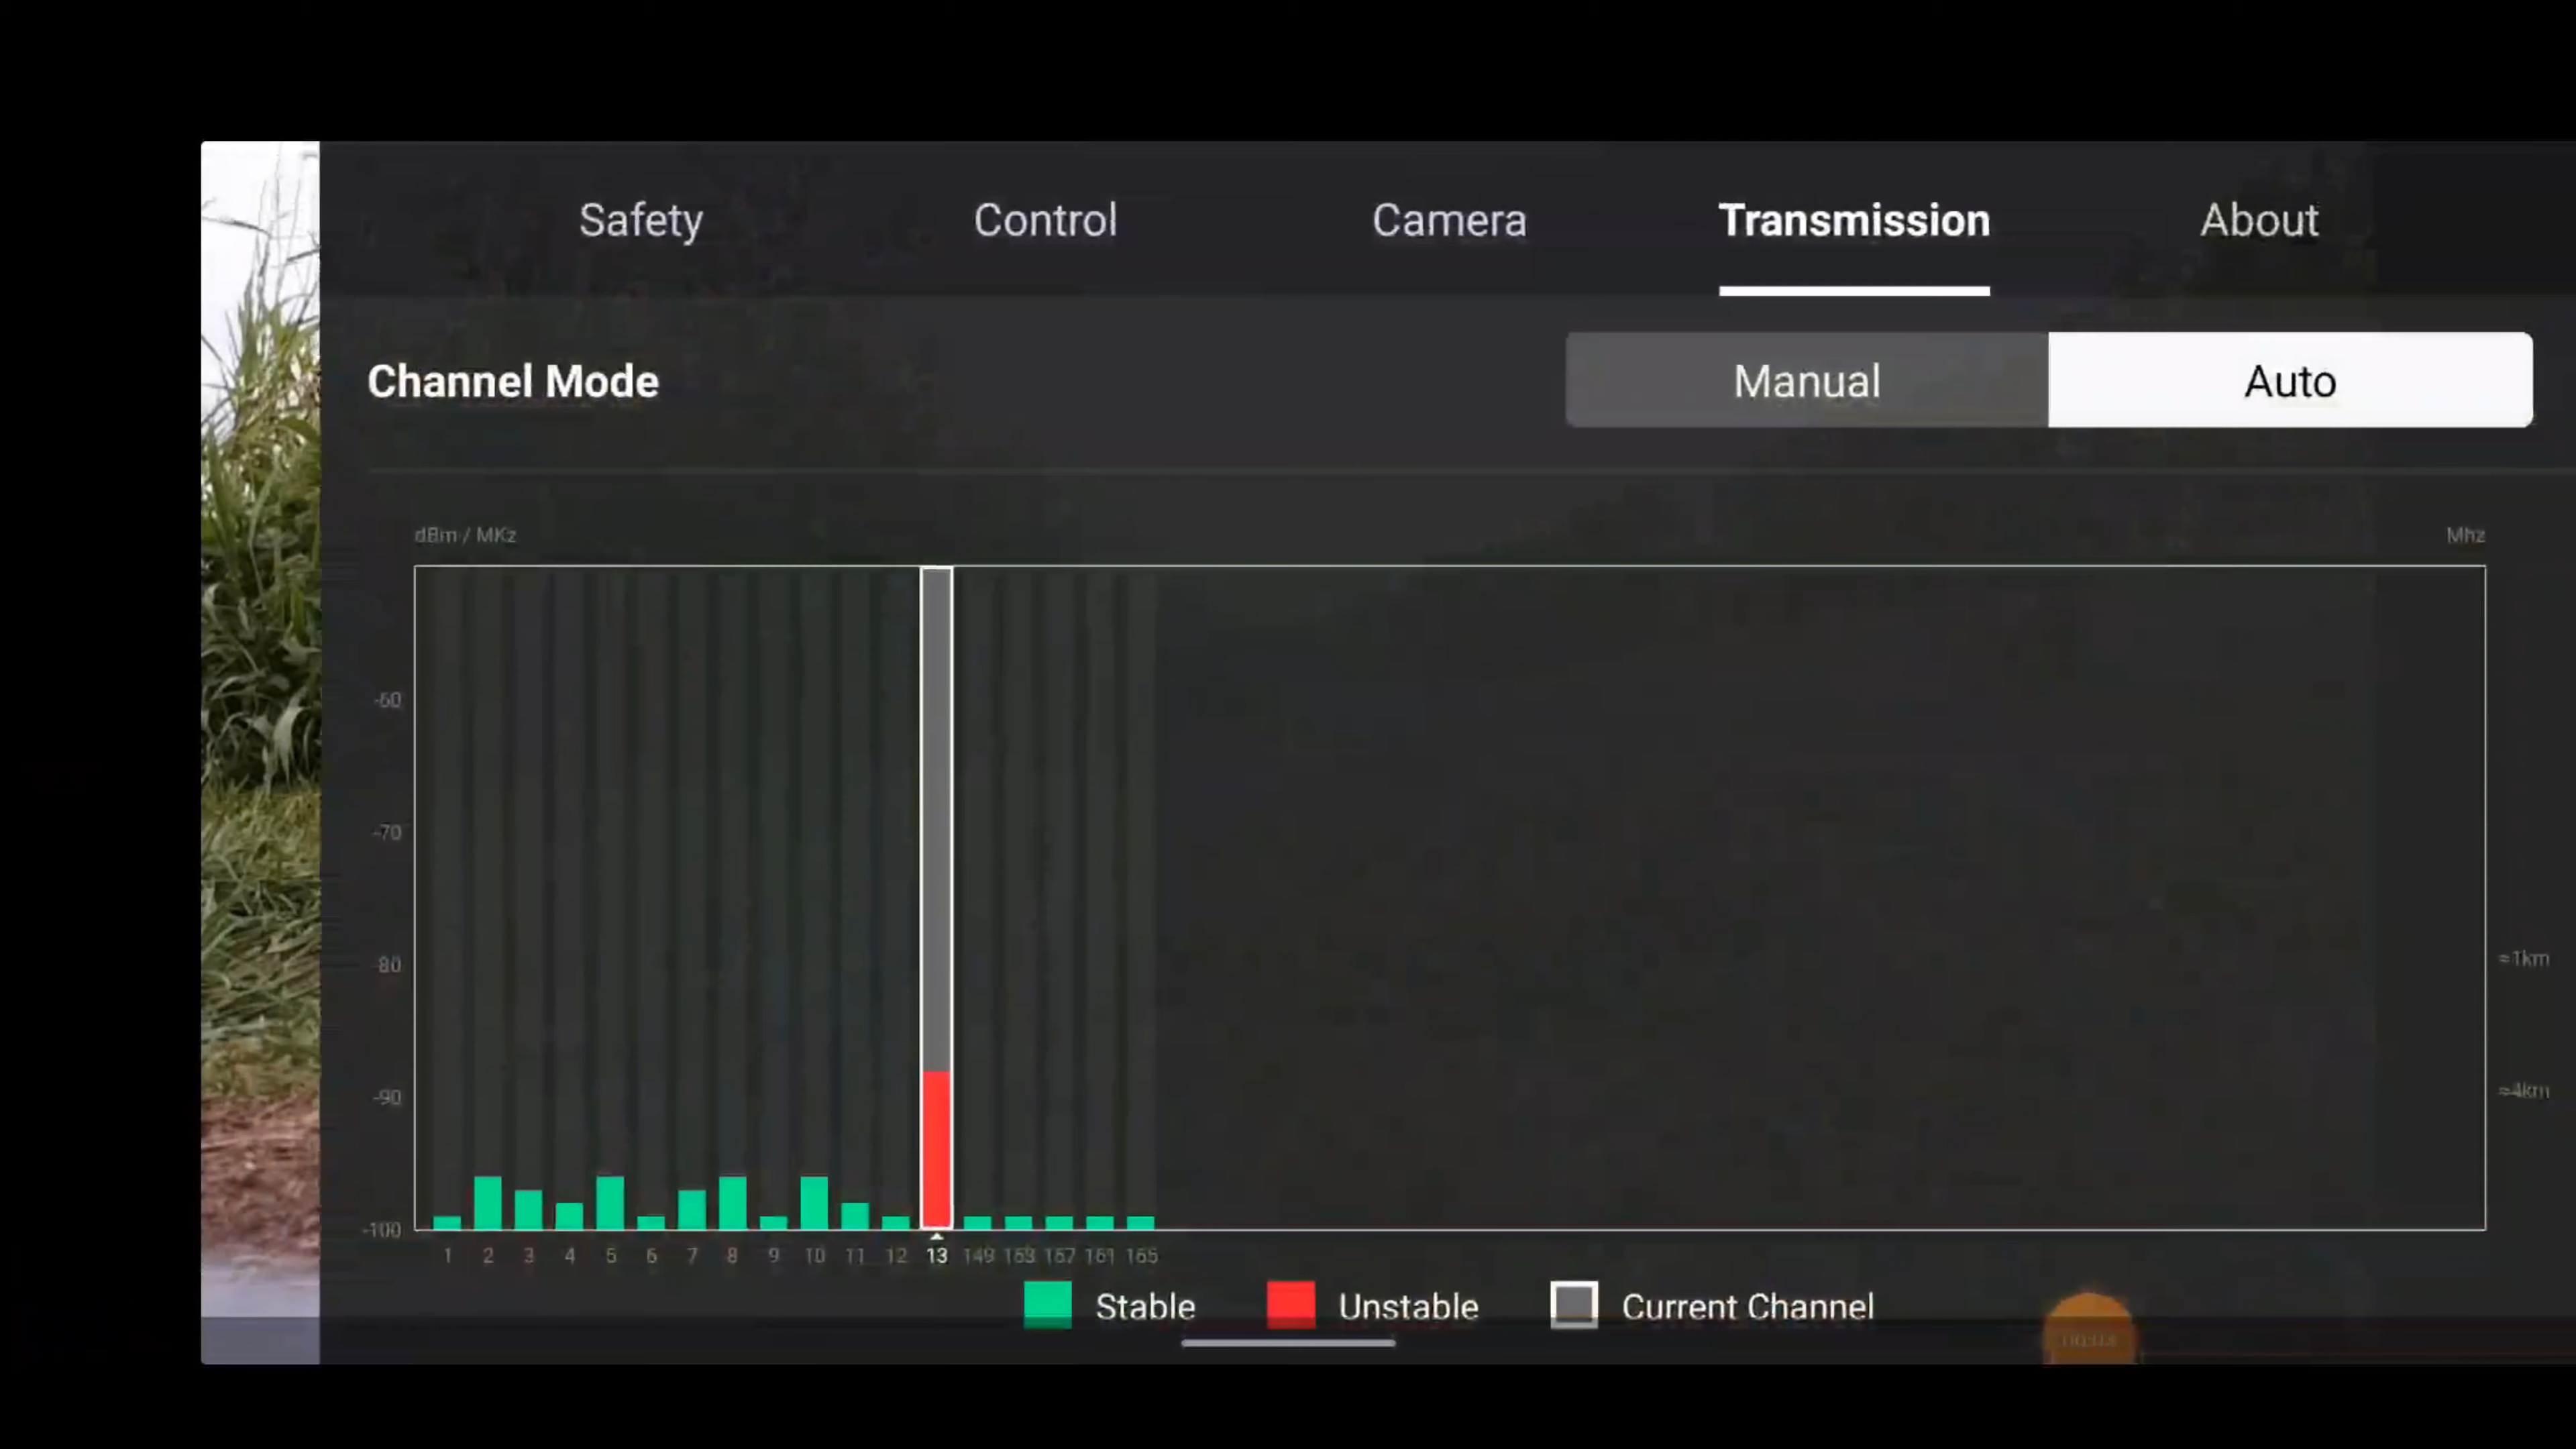 Safety Control Camera Transmission About
Channel Mode Manual Auto
dBm / MKz Mhz
-60
-70
-80 ≈1km
-90 ≈4km
-100
1 2 3 4 5 6 7 8 9 10 11 12 13 149 153 157 161 165
Stable Unstable Current Channel